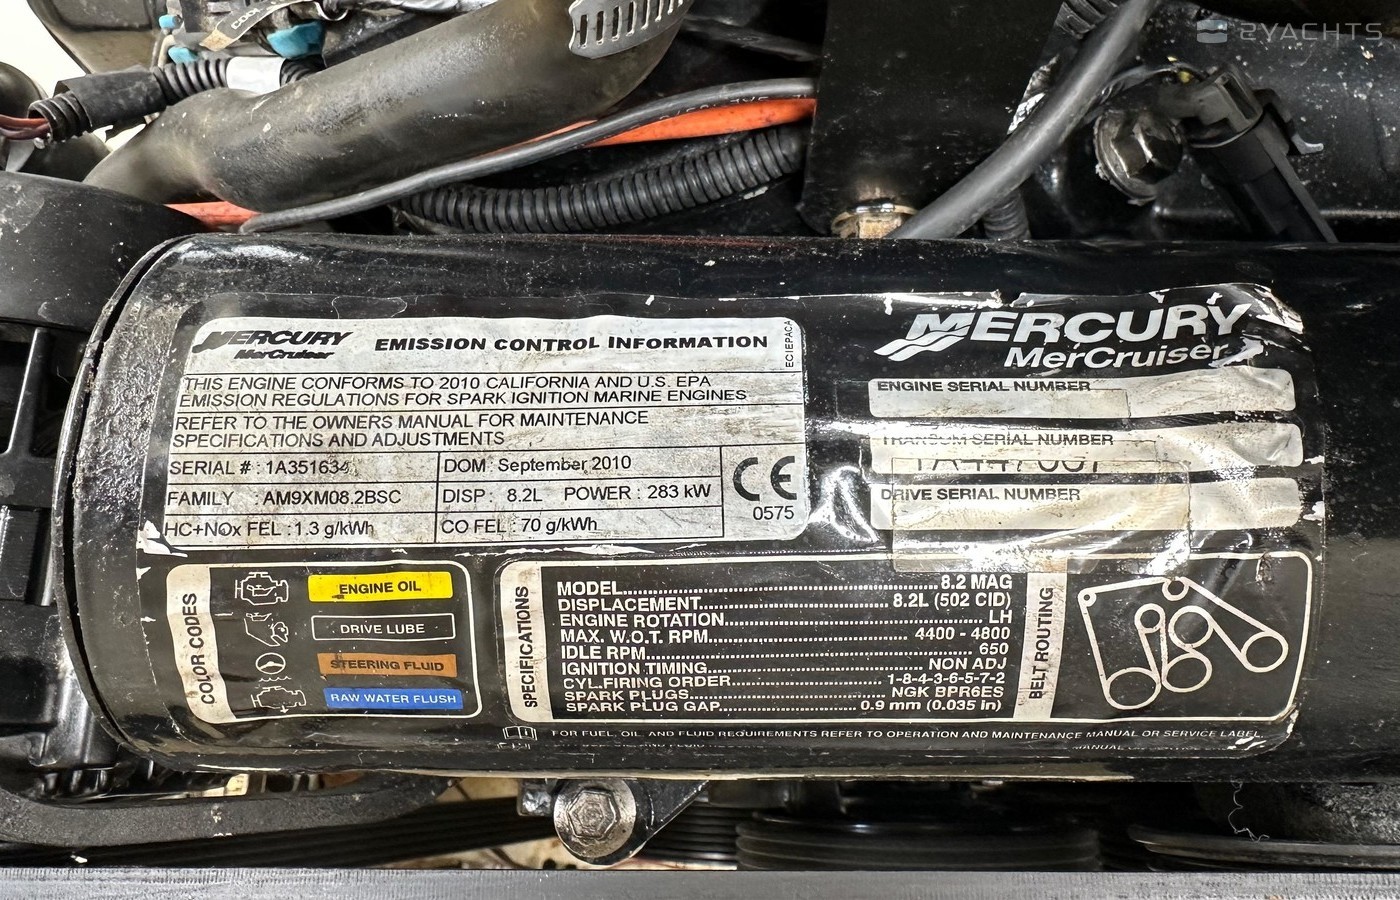 2YACHTS
MERCURY
MerCruiser
EMISSION CONTROL INFORMATION
ECIEPACA
THIS ENGINE CONFORMS TO 2010 CALIFORNIA AND U.S. EPA
EMISSION REGULATIONS FOR SPARK IGNITION MARINE ENGINES
REFER TO THE OWNERS MANUAL FOR MAINTENANCE
SPECIFICATIONS AND ADJUSTMENTS
SERIAL # : 1A351634
DOM: September 2010
FAMILY : AM9XM08.2BSC
DISP : 8.2L POWER : 283 kW
HC+NOx FEL : 1.3 g/kWh
CO FEL : 70 g/kWh
CE
0575
MERCURY
MerCruiser
ENGINE SERIAL NUMBER
TRANSOM SERIAL NUMBER
DRIVE SERIAL NUMBER
COLOR CODES
ENGINE OIL
DRIVE LUBE
STEERING FLUID
RAW WATER FLUSH
SPECIFICATIONS
MODEL........8.2 MAG
DISPLACEMENT........8.2L (502 CID)
ENGINE ROTATION........LH
MAX. W.O.T. RPM........4400 - 4800
IDLE RPM........650
IGNITION TIMING........NON ADJ
CYL.FIRING ORDER........1-8-4-3-6-5-7-2
SPARK PLUGS........NGK BPR6ES
SPARK PLUG GAP........0.9 mm (0.035 in)
BELT ROUTING
FOR FUEL, OIL AND FLUID REQUIREMENTS REFER TO OPERATION AND MAINTENANCE MANUAL OR SERVICE LABEL.